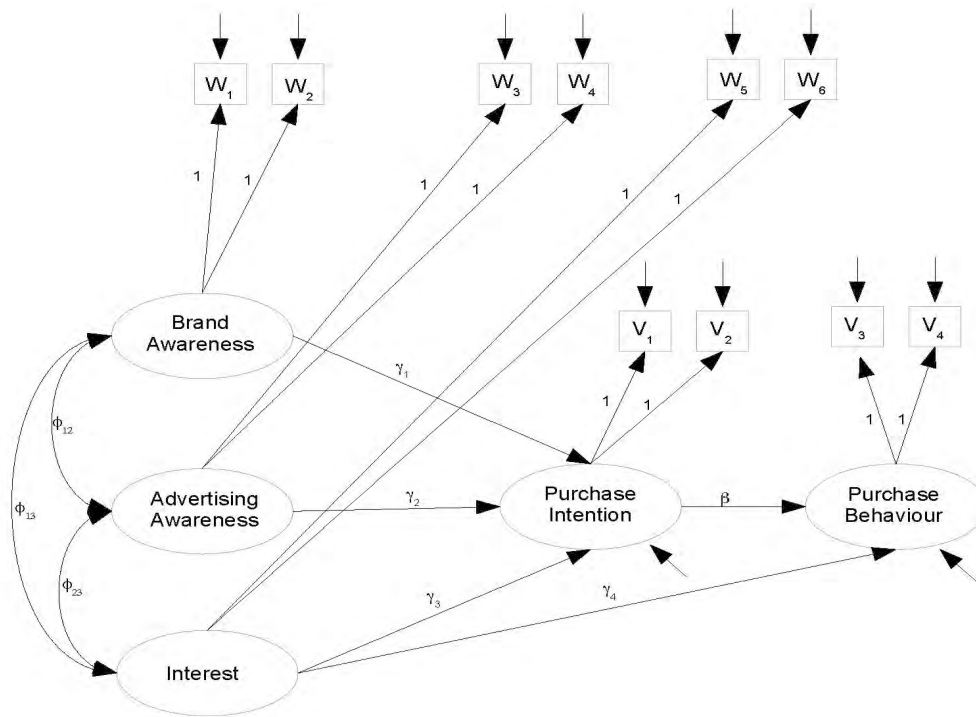 W₁ W₂ W₃ W₄ W₅ W₆
1 1 1 1 1 1
V₁ V₂ V₃ V₄
Brand
Awareness
γ₁
1 1 1 1
ϕ₁₂
Advertising
Awareness
γ₂
Purchase
Intention
β
Purchase
Behaviour
ϕ₁₃
ϕ₂₃
γ₃
γ₄
Interest